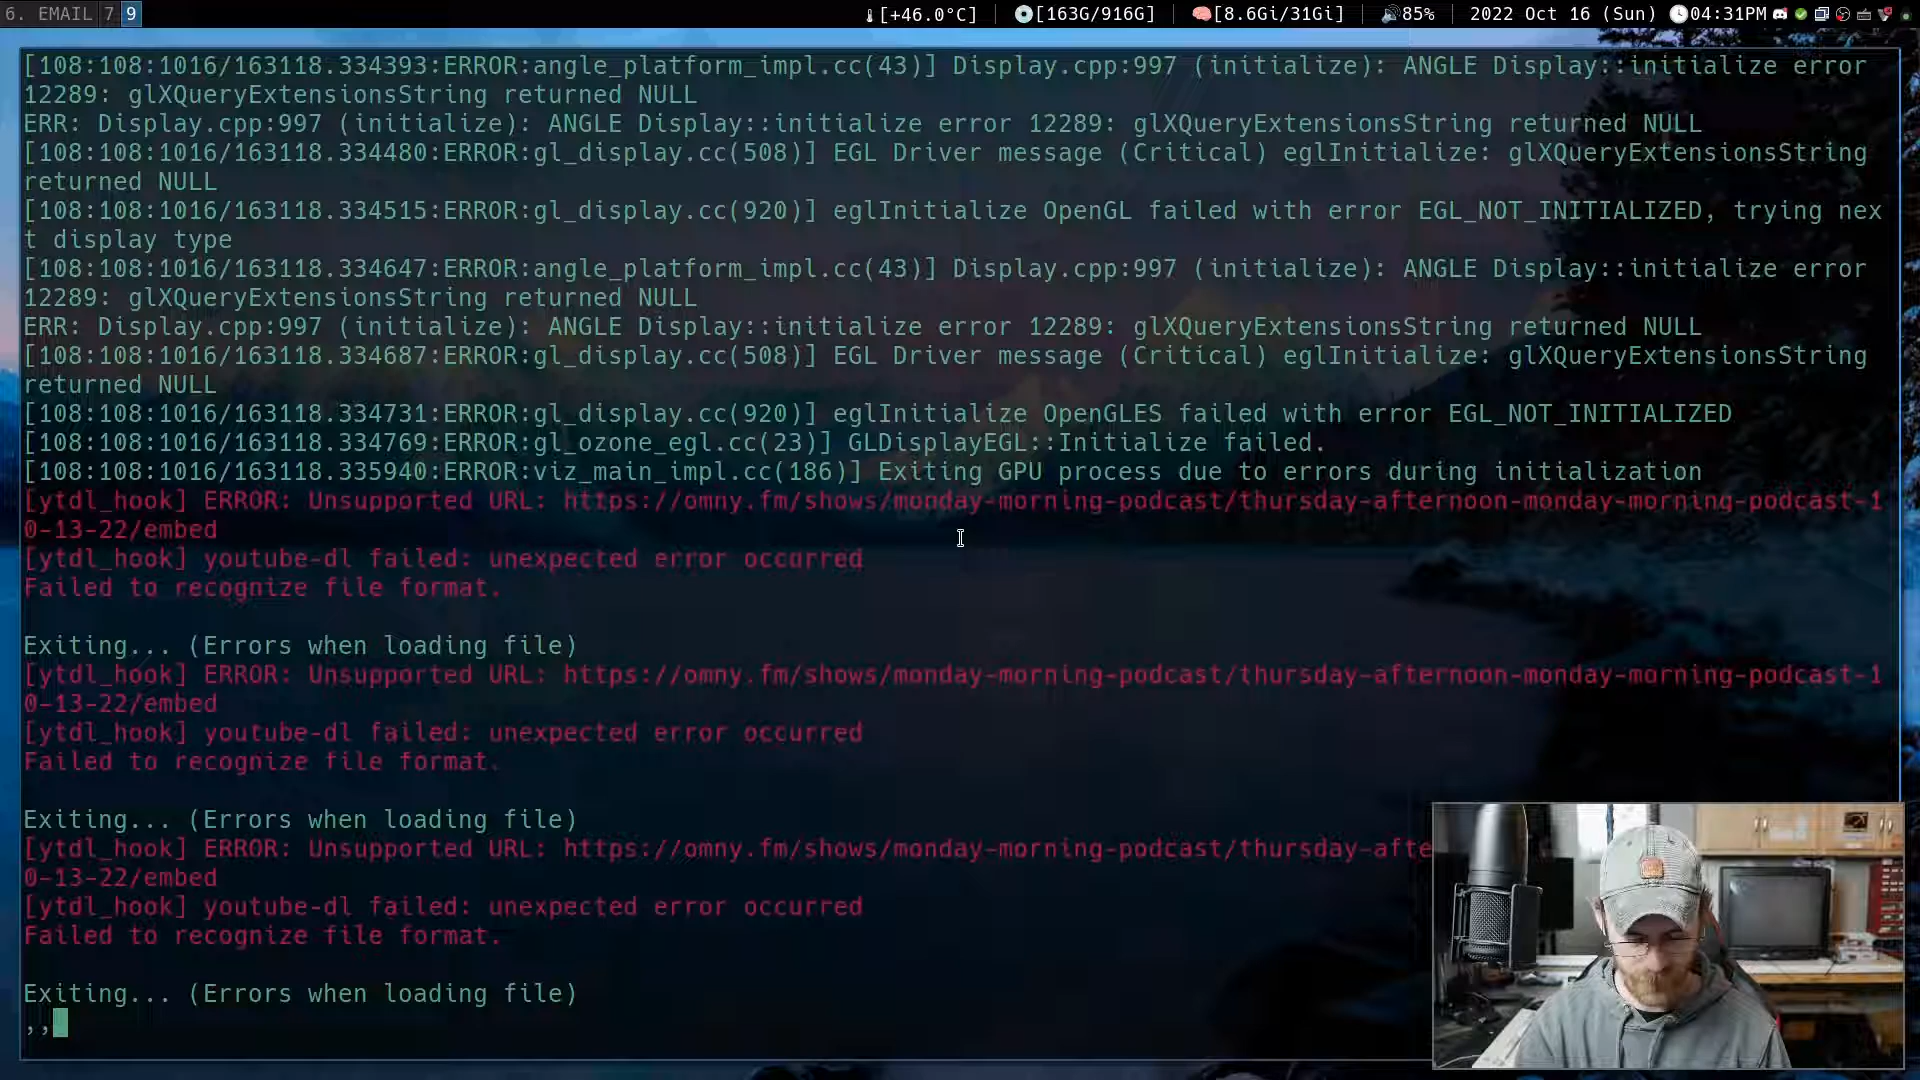 6. EMAIL 7 9 [+46.0°C] [163G/916G] [8.6Gi/31Gi] 85% 2022 Oct 16 (Sun) 04:31PM
[108:108:1016/163118.334393:ERROR:angle_platform_impl.cc(43)] Display.cpp:997 (initialize): ANGLE Display::initialize error
12289: glXQueryExtensionsString returned NULL
ERR: Display.cpp:997 (initialize): ANGLE Display::initialize error 12289: glXQueryExtensionsString returned NULL
[108:108:1016/163118.334480:ERROR:gl_display.cc(508)] EGL Driver message (Critical) eglInitialize: glXQueryExtensionsString
returned NULL
[108:108:1016/163118.334515:ERROR:gl_display.cc(920)] eglInitialize OpenGL failed with error EGL_NOT_INITIALIZED, trying nex
t display type
[108:108:1016/163118.334647:ERROR:angle_platform_impl.cc(43)] Display.cpp:997 (initialize): ANGLE Display::initialize error
12289: glXQueryExtensionsString returned NULL
ERR: Display.cpp:997 (initialize): ANGLE Display::initialize error 12289: glXQueryExtensionsString returned NULL
[108:108:1016/163118.334687:ERROR:gl_display.cc(508)] EGL Driver message (Critical) eglInitialize: glXQueryExtensionsString
returned NULL
[108:108:1016/163118.334731:ERROR:gl_display.cc(920)] eglInitialize OpenGLES failed with error EGL_NOT_INITIALIZED
[108:108:1016/163118.334769:ERROR:gl_ozone_egl.cc(23)] GLDisplayEGL::Initialize failed.
[108:108:1016/163118.335940:ERROR:viz_main_impl.cc(186)] Exiting GPU process due to errors during initialization
[ytdl_hook] ERROR: Unsupported URL: https://omny.fm/shows/monday-morning-podcast/thursday-afternoon-monday-morning-podcast-1
0-13-22/embed
[ytdl_hook] youtube-dl failed: unexpected error occurred
Failed to recognize file format.
Exiting... (Errors when loading file)
[ytdl_hook] ERROR: Unsupported URL: https://omny.fm/shows/monday-morning-podcast/thursday-afternoon-monday-morning-podcast-1
0-13-22/embed
[ytdl_hook] youtube-dl failed: unexpected error occurred
Failed to recognize file format.
Exiting... (Errors when loading file)
[ytdl_hook] ERROR: Unsupported URL: https://omny.fm/shows/monday-morning-podcast/thursday-afte
0-13-22/embed
[ytdl_hook] youtube-dl failed: unexpected error occurred
Failed to recognize file format.
Exiting... (Errors when loading file)
,,